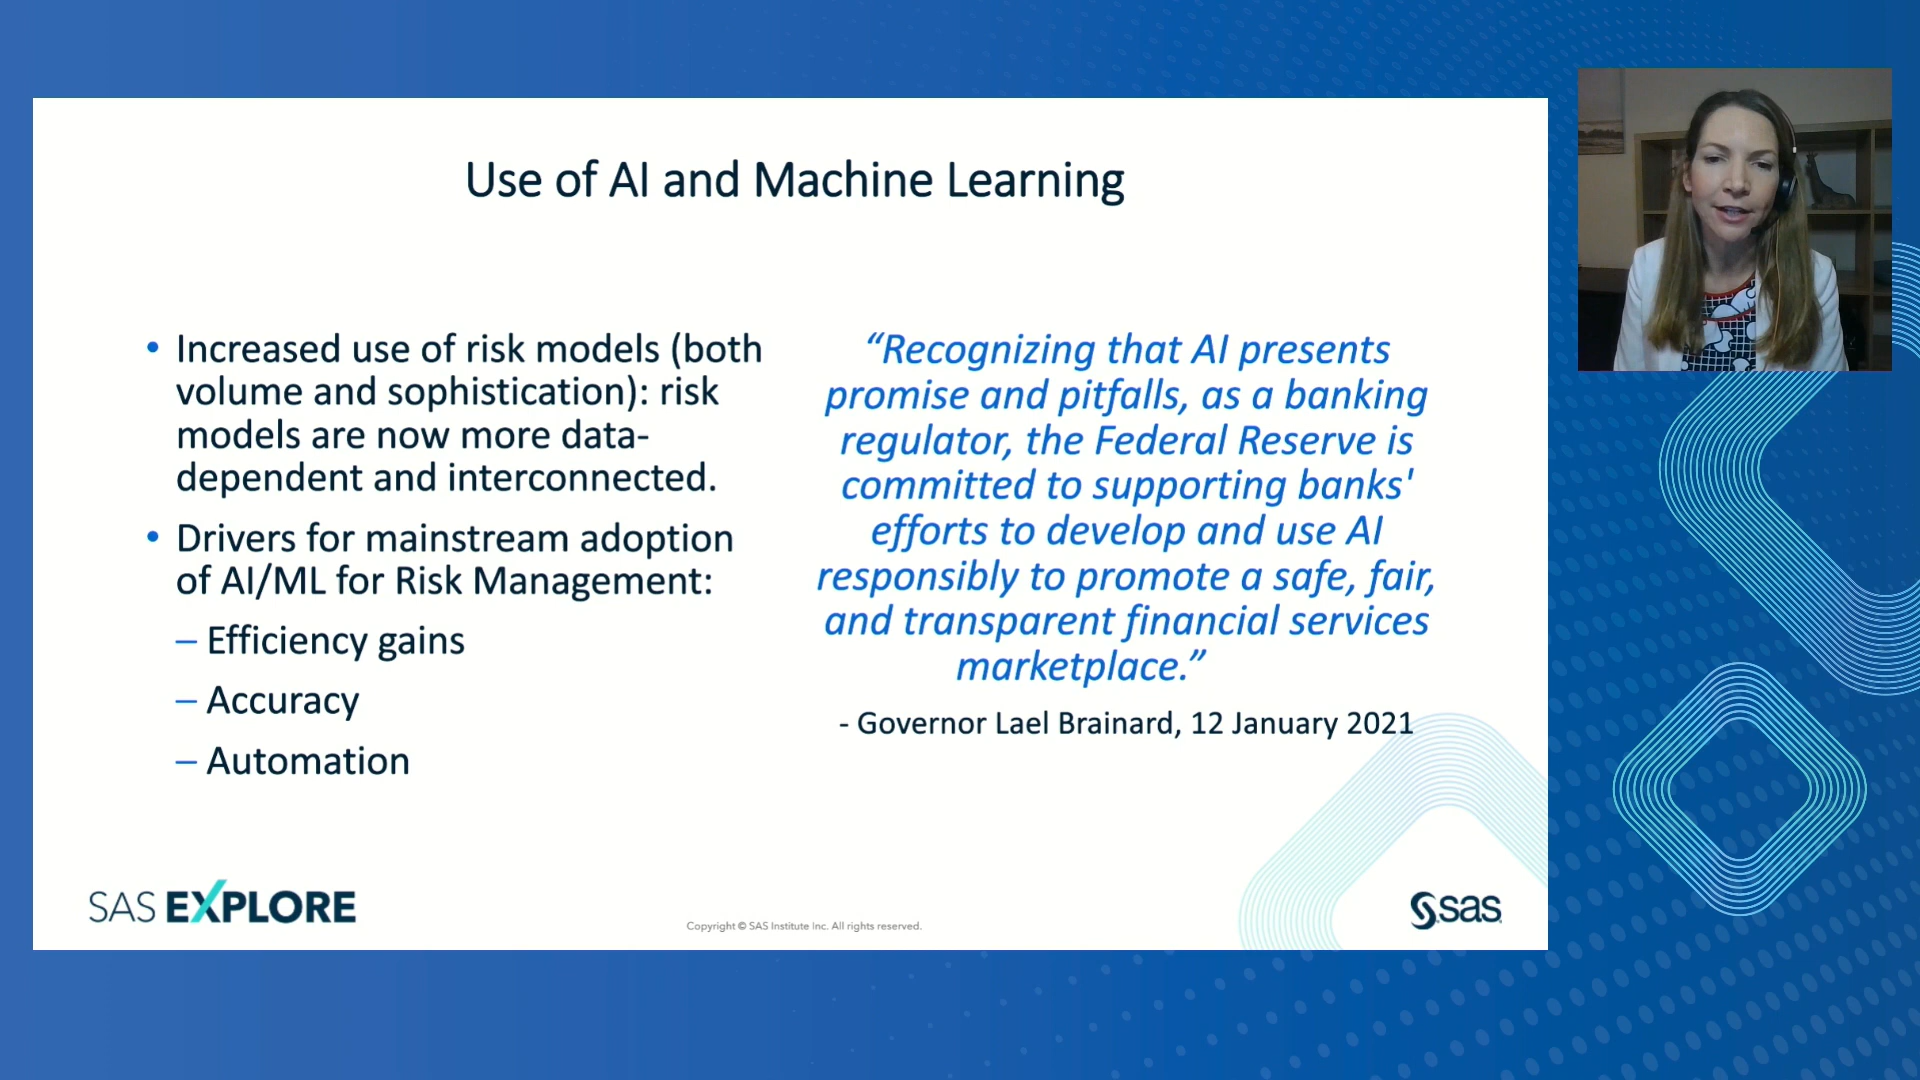 Use of AI and Machine Learning
• Increased use of risk models (both
volume and sophistication): risk
models are now more data-
dependent and interconnected.
• Drivers for mainstream adoption
of AI/ML for Risk Management:
– Efficiency gains
– Accuracy
– Automation
“Recognizing that AI presents
promise and pitfalls, as a banking
regulator, the Federal Reserve is
committed to supporting banks'
efforts to develop and use AI
responsibly to promote a safe, fair,
and transparent financial services
marketplace.”
- Governor Lael Brainard, 12 January 2021
SAS EXPLORE
Copyright © SAS Institute Inc. All rights reserved.
sas